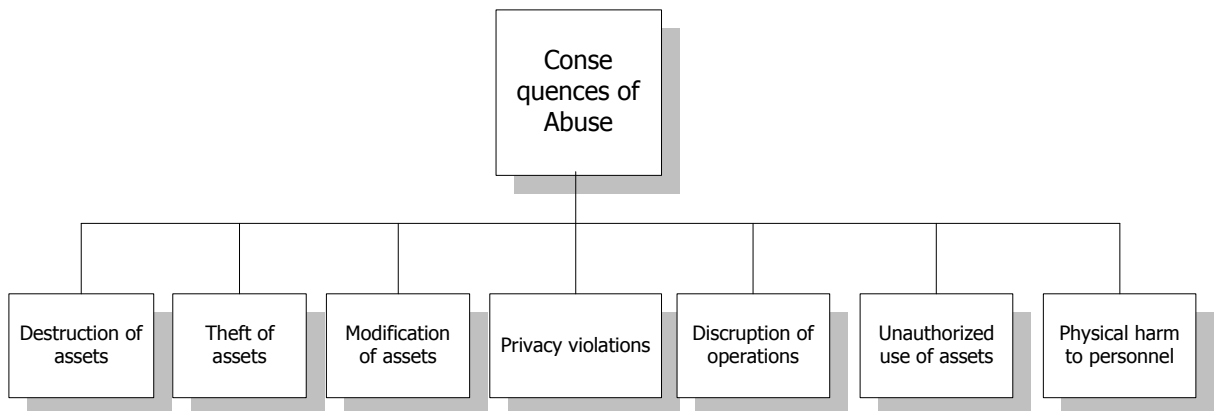 Conse
quences of
Abuse
Destruction of
assets
Theft of
assets
Modification
of assets
Privacy violations
Discruption of
operations
Unauthorized
use of assets
Physical harm
to personnel